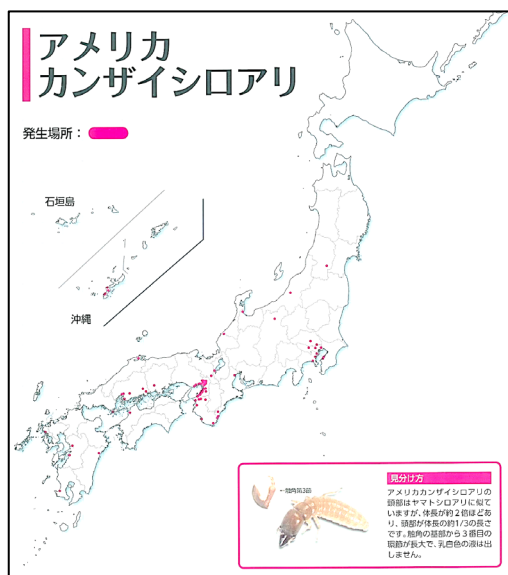 アメリカ
カンザイシロアリ
発生場所：
石垣島
沖縄
←触角第3節
見分け方
アメリカカンザイシロアリの
頭部はヤマトシロアリに似て
いますが、体長が約2倍ほどあ
り、頭部が体長の約1/3の長さ
です。触角の基部から3番目の
環節が長大で、乳白色の液は出
しません。